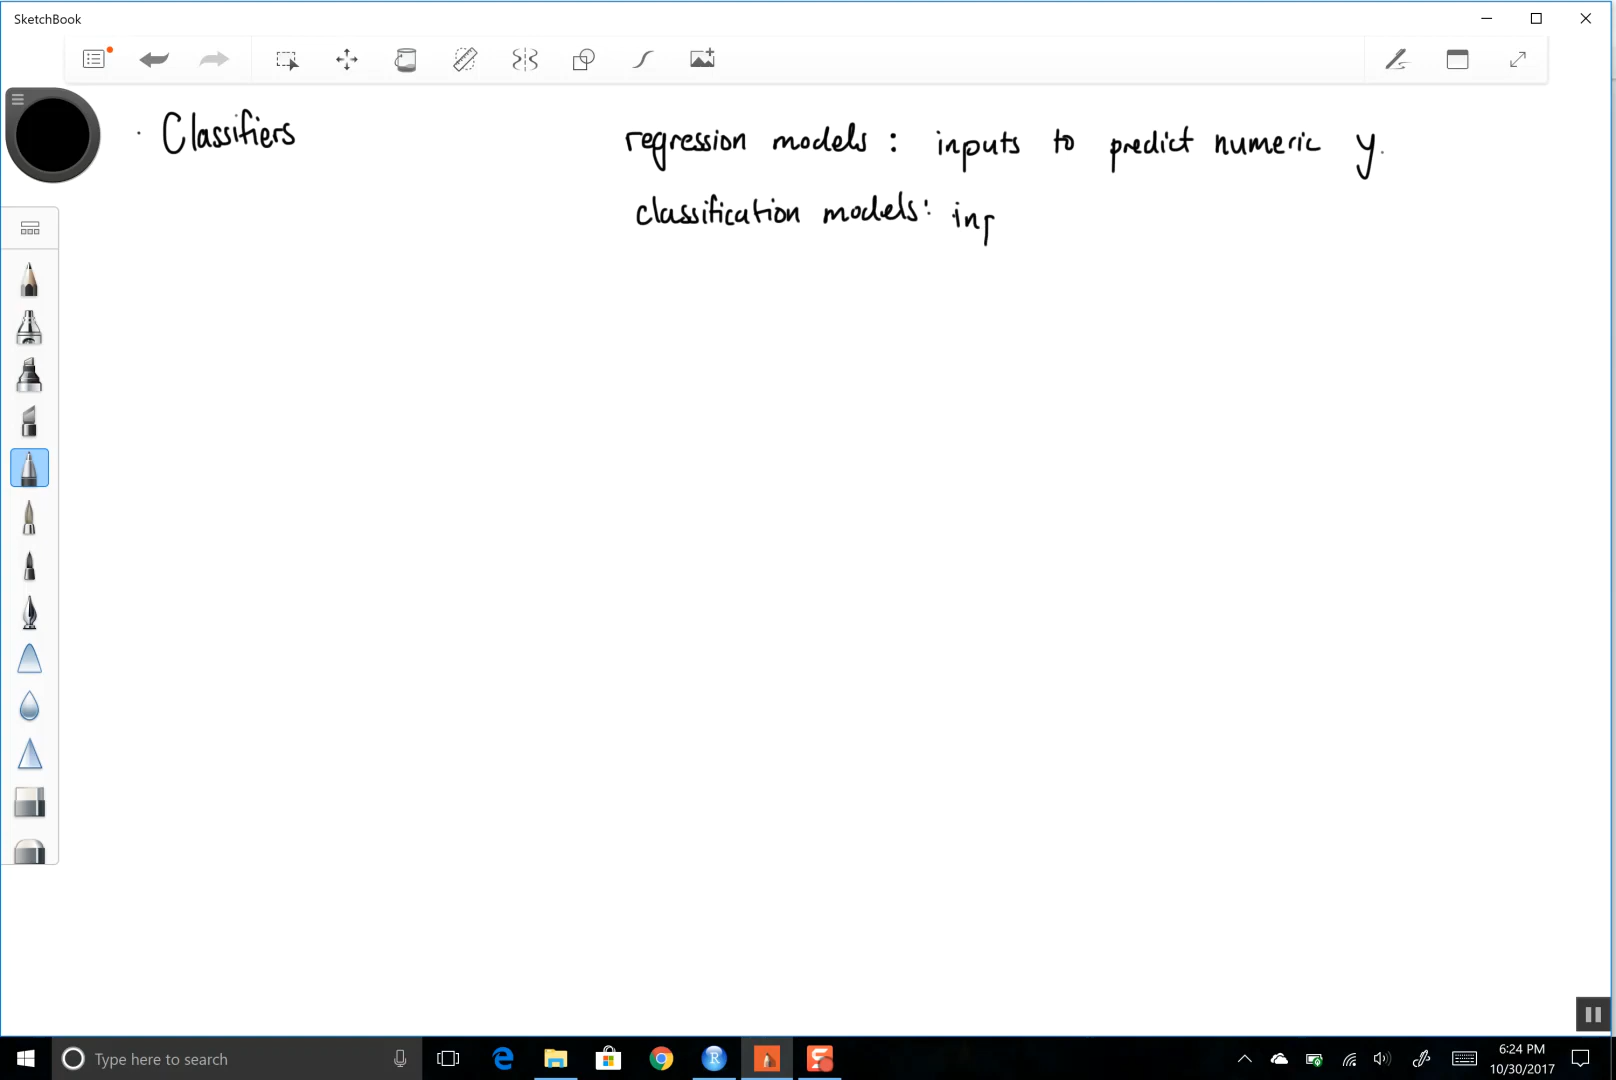 SketchBook
· Classifiers
regression models : inputs to predict numeric y.
classification models: inp
Type here to search
6:24 PM
10/30/2017